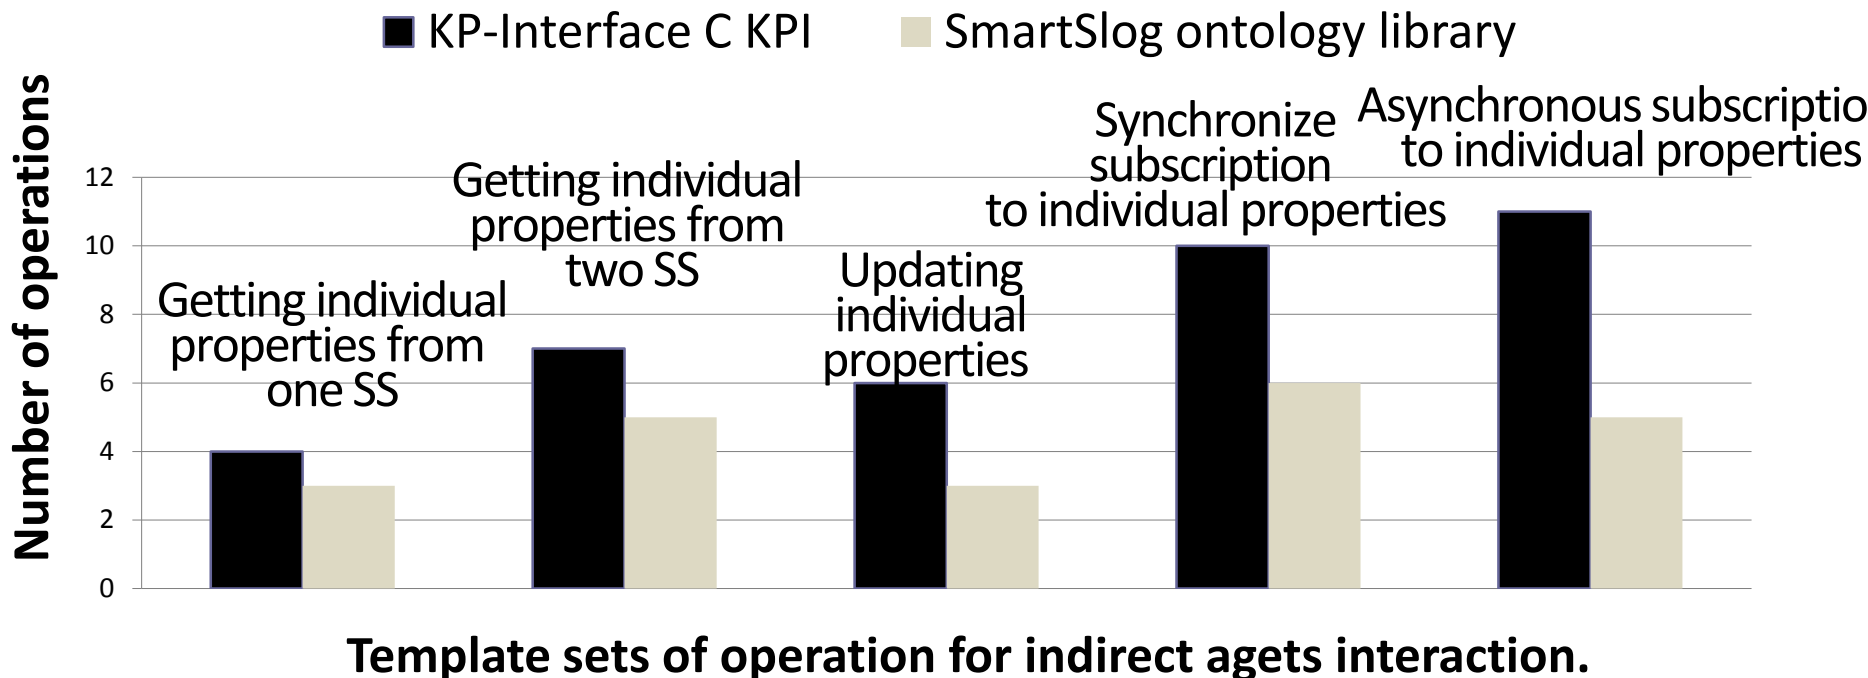 KP-Interface C KPI
SmartSlog ontology library
Number of operations
12
10
8
6
4
2
0
Getting individual
properties from
one SS
Getting individual
properties from
two SS
Updating
individual
properties
Synchronize
subscription
to individual properties
Asynchronous subscriptio
to individual properties
Template sets of operation for indirect agets interaction.